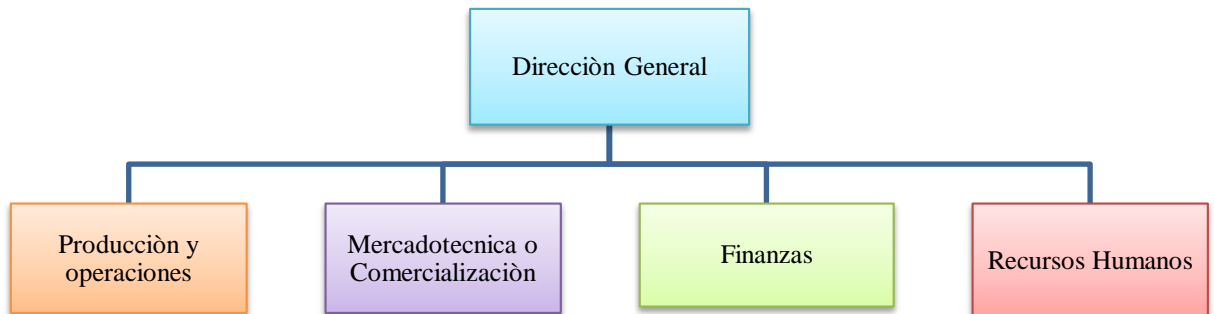 Direcciòn General
Producciòn y
operaciones
Mercadotecnica o
Comercializaciòn
Finanzas
Recursos Humanos